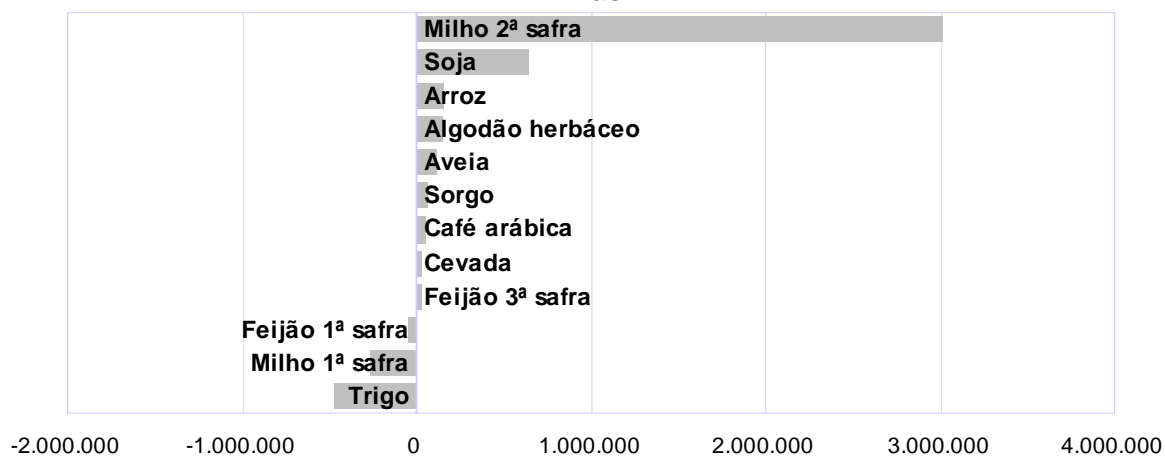 Milho 2ª safra
Soja
Arroz
Algodão herbáceo
Aveia
Sorgo
Café arábica
Cevada
Feijão 3ª safra
Feijão 1ª safra
Milho 1ª safra
Trigo
-2.000.000 -1.000.000 0 1.000.000 2.000.000 3.000.000 4.000.000